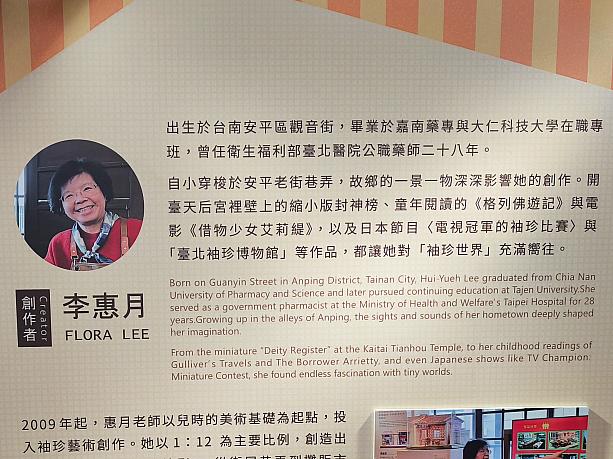 出生於台南安平區觀音街，畢業於嘉南藥專與大仁科技大學在職專
班，曾任衛生福利部臺北醫院公職藥師二十八年。
自小穿梭於安平老街巷弄，故鄉的一景一物深深影響她的創作。開
臺天后宮裡壁上的縮小版封神榜、童年閱讀的《格列佛遊記》與電
影《借物少女艾莉緹》，以及日本節目〈電視冠軍的袖珍比賽〉與
「臺北袖珍博物館」等作品，都讓她對「袖珍世界」充滿嚮往。
Creator
創作者
李惠月
FLORA LEE
Born on Guanyin Street in Anping District, Tainan City, Hui-Yueh Lee graduated from Chia Nan
University of Pharmacy and Science and later pursued continuing education at Tajen University.She
served as a government pharmacist at the Ministry of Health and Welfare's Taipei Hospital for 28
years.Growing up in the alleys of Anping, the sights and sounds of her hometown deeply shaped
her imagination.
From the miniature "Deity Register" at the Kaitai Tianhou Temple, to her childhood readings of
Gulliver's Travels and The Borrower Arrietty, and even Japanese shows like TV Champion:
Miniature Contest, she found endless fascination with tiny worlds.
2009年起，惠月老師以兒時的美術基礎為起點，投
入袖珍藝術創作。她以1：12 為主要比例，創造出